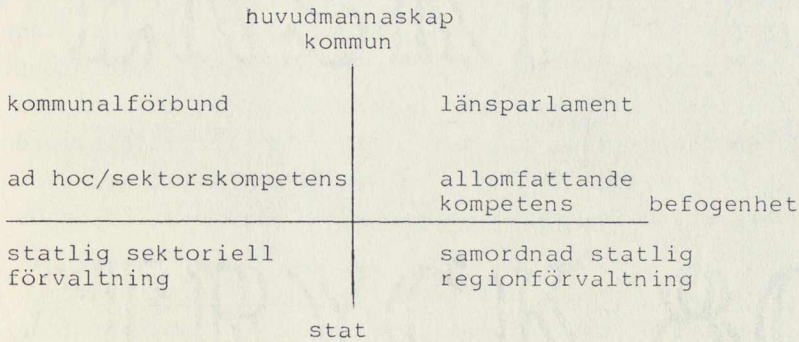 huvudmannaskap
kommun
kommunalförbund länsparlament
ad hoc/sektorskompetens allomfattande
kompetens befogenhet
statlig sektoriell samordnad statlig
förvaltning regionförvaltning
stat